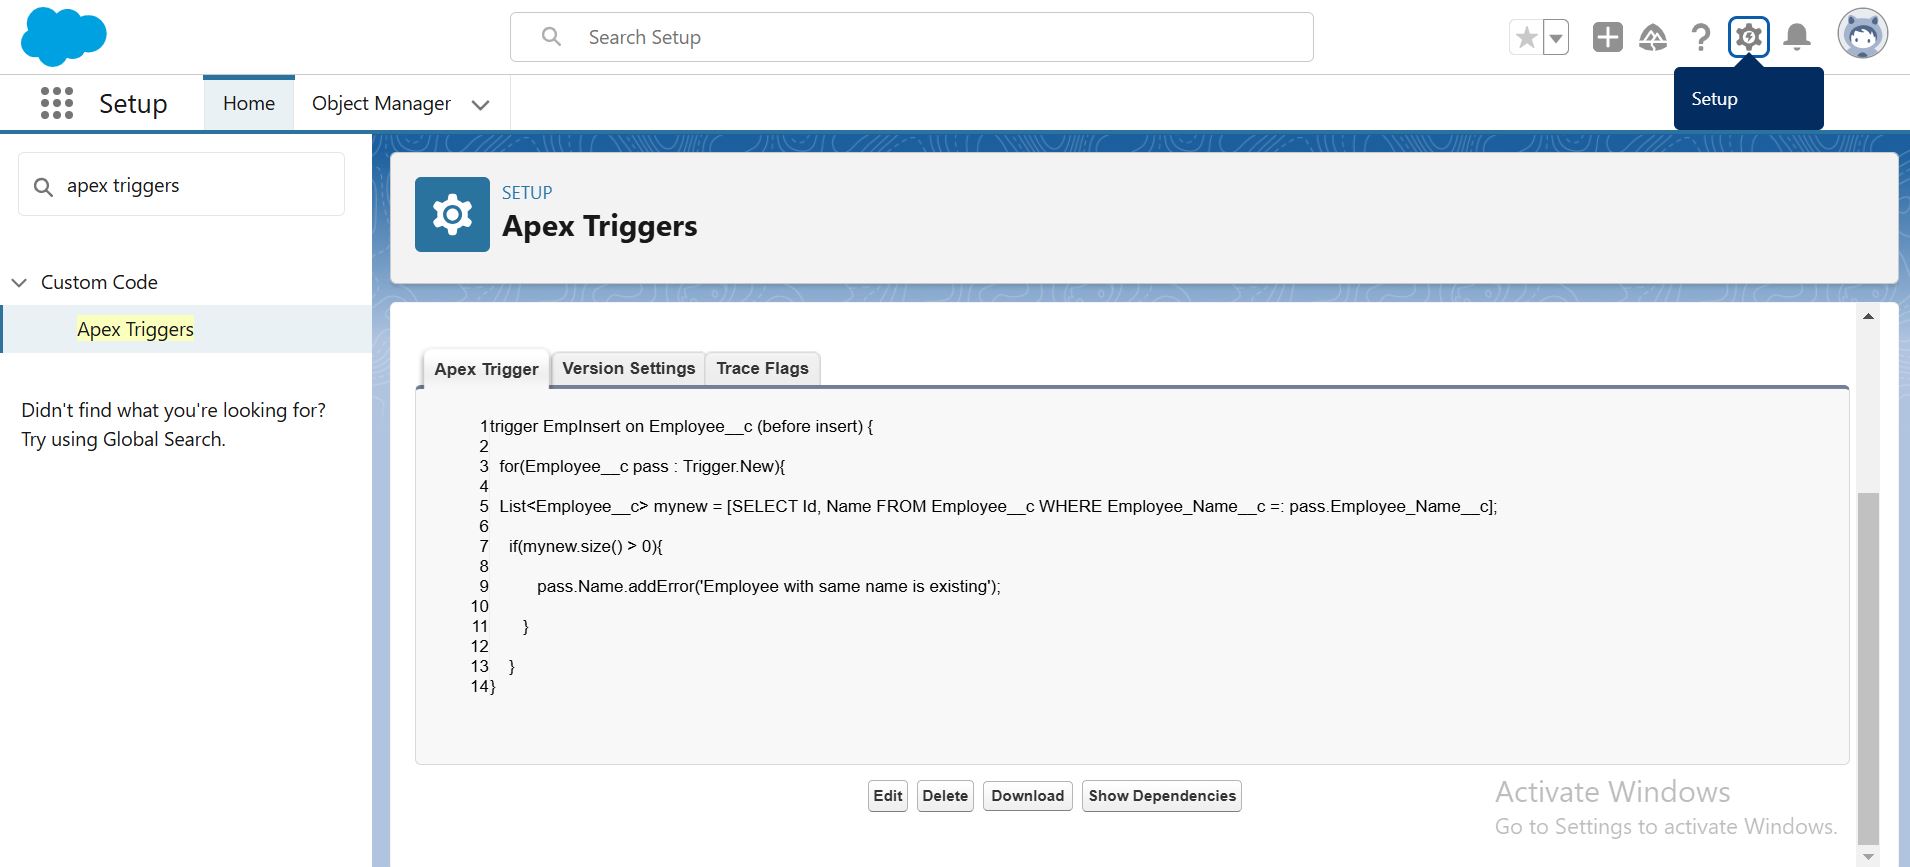 Search Setup
Setup
Setup
Home
Object Manager
apex triggers
Custom Code
Apex Triggers
Didn't find what you're looking for?
Try using Global Search.
SETUP
Apex Triggers
Apex Trigger
Version Settings
Trace Flags
1trigger EmpInsert on Employee__c (before insert) {
2
3 for(Employee__c pass : Trigger.New){
4
5 List<Employee__c> mynew = [SELECT Id, Name FROM Employee__c WHERE Employee_Name__c =: pass.Employee_Name__c];
6
7 if(mynew.size() > 0){
8
9 pass.Name.addError('Employee with same name is existing');
10
11 }
12
13 }
14}
Edit
Delete
Download
Show Dependencies
Activate Windows
Go to Settings to activate Windows.